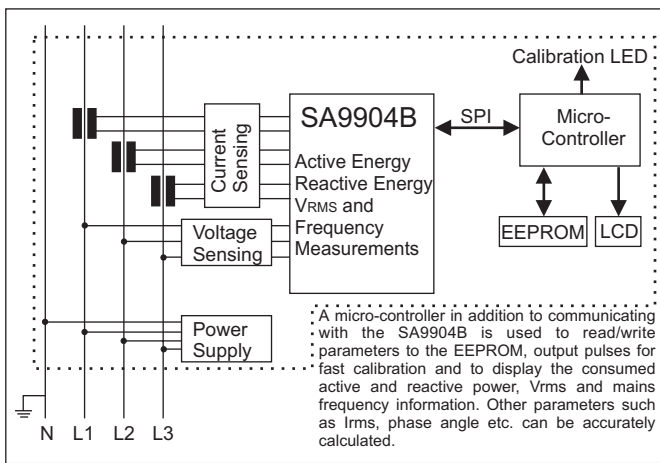 Calibration LED
SA9904B
SPI
Micro-
Controller
Current
Sensing
Active Energy
Reactive Energy
VRMS and
Frequency
Measurements
Voltage
Sensing
EEPROM
LCD
Power
Supply
A micro-controller in addition to communicating
with the SA9904B is used to read/write
parameters to the EEPROM, output pulses for
fast calibration and to display the consumed
active and reactive power, Vrms and mains
frequency information. Other parameters such
as Irms, phase angle etc. can be accurately
calculated.
N L1 L2 L3